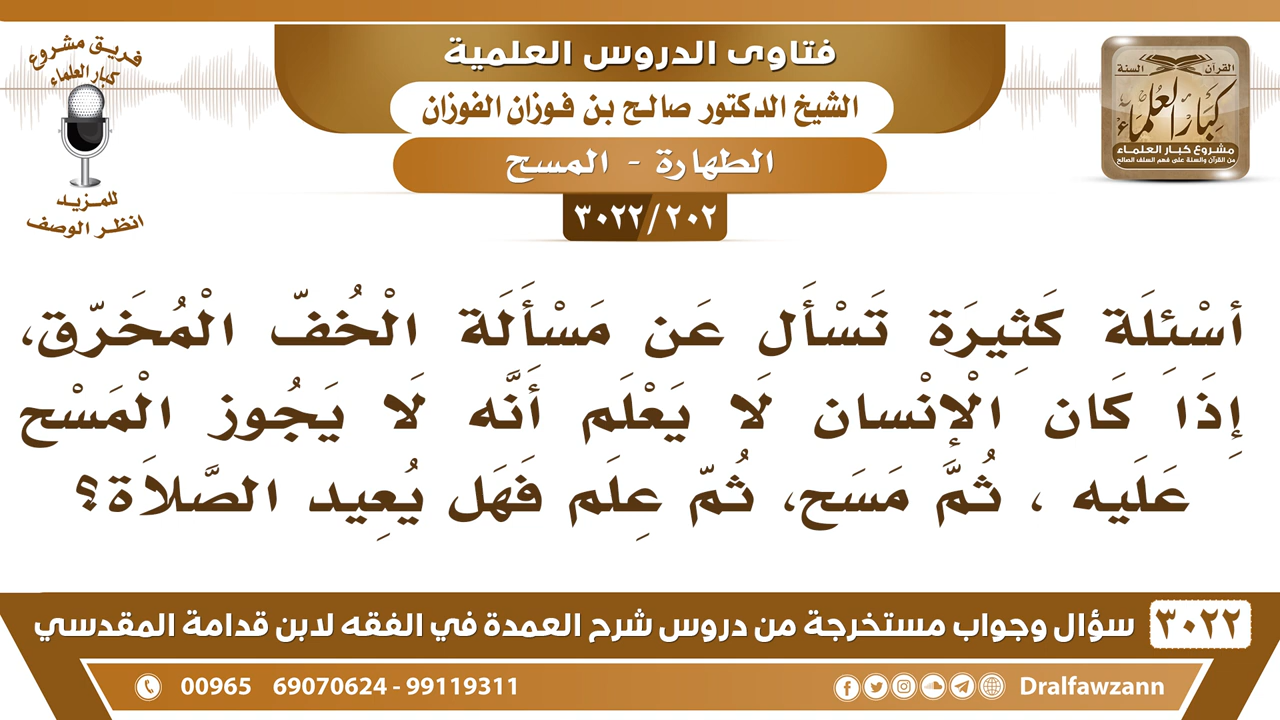 فتاوى الدروس العلمية
الشيخ الدكتور صالح بن فوزان الفوزان
الطهارة - المسح
٣٠٢٢/٢٠٢
فريق مشروع
كبار العلماء
للمزيد
انظر الوصف
القرآن السنة
كبار العلماء
مشروع كبار العلماء
من القرآن والسنة على فهم السلف الصالح
أسْئِلَة كَثِيرَة تَسْأَل عَن مَسْأَلَة الْخُفّ الْمُخَرّق،
إِذَا كَان الْإِنْسان لَا يَعْلَم أَنَّه لَا يَجُوز الْمَسْح
عَلَيه ، ثُمَّ مَسَح، ثُمّ عِلَم فَهَل يُعِيد الصَّلاَة؟
٣٠٢٢ سؤال وجواب مستخرجة من دروس شرح العمدة في الفقه لابن قدامة المقدسي
00965 69070624 - 99119311
Dralfawzann